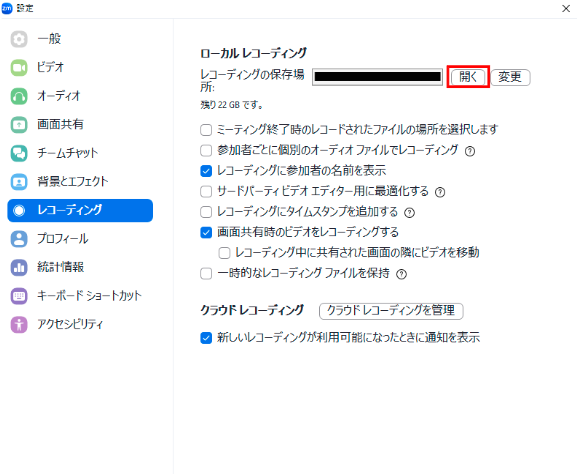 zm 設定
一般
ビデオ
オーディオ
画面共有
チームチャット
背景とエフェクト
レコーディング
プロフィール
統計情報
キーボード ショートカット
アクセシビリティ
ローカル レコーディング
レコーディングの保存場
所:
開く 変更
残り 22 GB です。
ミーティング終了時のレコードされたファイルの場所を選択します
参加者ごとに個別のオーディオ ファイルでレコーディング ?
レコーディングに参加者の名前を表示
サードパーティ ビデオ エディター用に最適化する ?
レコーディングにタイムスタンプを追加する ?
画面共有時のビデオをレコーディングする
レコーディング中に共有された画面の隣にビデオを移動
一時的なレコーディング ファイルを保持 ?
クラウド レコーディング クラウド レコーディングを管理
新しいレコーディングが利用可能になったときに通知を表示